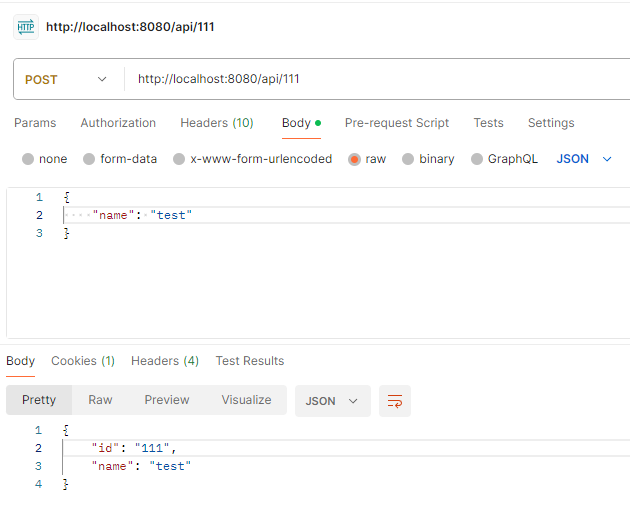 HTTP http://localhost:8080/api/111
POST http://localhost:8080/api/111
Params Authorization Headers (10) Body Pre-request Script Tests Settings
none form-data x-www-form-urlencoded raw binary GraphQL JSON
1 {
2 "name": "test"
3 }
Body Cookies (1) Headers (4) Test Results
Pretty Raw Preview Visualize JSON
1 {
2 "id": "111",
3 "name": "test"
4 }